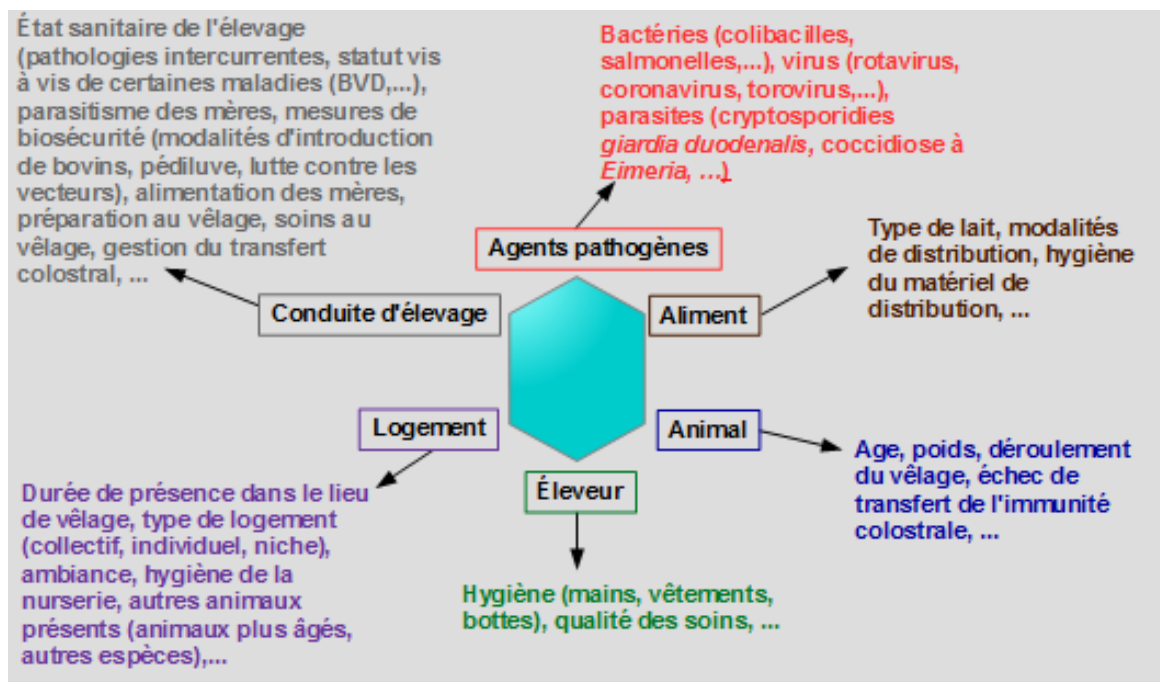 État sanitaire de l'élevage
(pathologies intercurrentes, statut vis
à vis de certaines maladies (BVD,...),
parasitisme des mères, mesures de
biosécurité (modalités d'introduction
de bovins, pédiluve, lutte contre les
vecteurs), alimentation des mères,
préparation au vêlage, soins au
vêlage, gestion du transfert
colostral, ...
Bactéries (colibacilles,
salmonelles,...), virus (rotavirus,
coronavirus, torovirus,...),
parasites (cryptosporidies
giardia duodenalis, coccidiose à
Eimeria, ...)
Agents pathogènes
Type de lait, modalités
de distribution, hygiène
du matériel de
distribution, ...
Conduite d'élevage
Aliment
Logement
Animal
Age, poids, déroulement
du vêlage, échec de
transfert de l'immunité
colostrale, ...
Éleveur
Durée de présence dans le lieu
de vêlage, type de logement
(collectif, individuel, niche),
ambiance, hygiène de la
nurserie, autres animaux
présents (animaux plus âgés,
autres espèces),...
Hygiène (mains, vêtements,
bottes), qualité des soins, ...